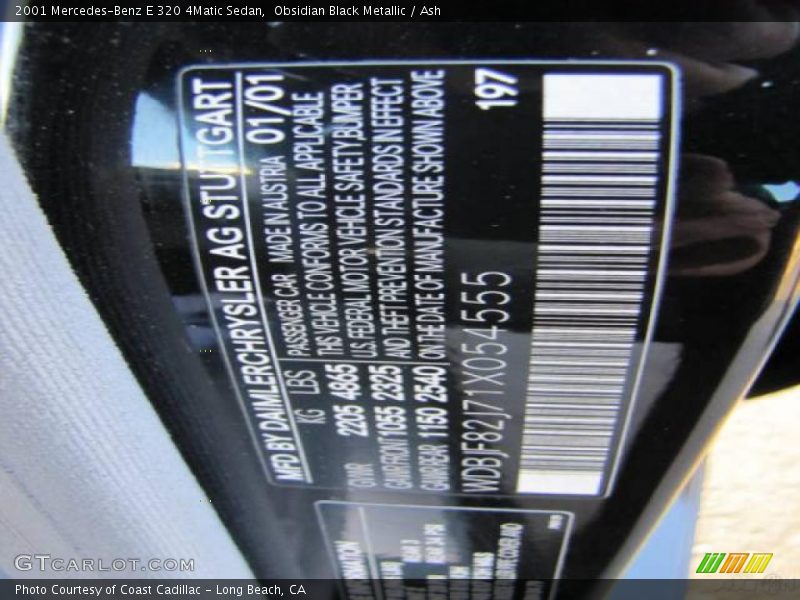 2001 Mercedes-Benz E 320 4Matic Sedan,  Obsidian Black Metallic / Ash
MFD BY DAIMLERCHRYSLER AG STUTTGART
KG LBS PASSENGER CAR MADE IN AUSTRIA 01/01
THIS VEHICLE CONFORMS TO ALL APPLICABLE
GVWR 2205 4865 U.S. FEDERAL MOTOR VEHICLE SAFETY, BUMPER
GAWR FRONT 1055 2325 AND THEFT PREVENTION STANDARDS IN EFFECT
GAWR REAR 1150 2540 ON THE DATE OF MANUFACTURE SHOWN ABOVE
WDBJF82J71X054555 197
GTCARLOT.COM
Photo Courtesy of Coast Cadillac - Long Beach, CA